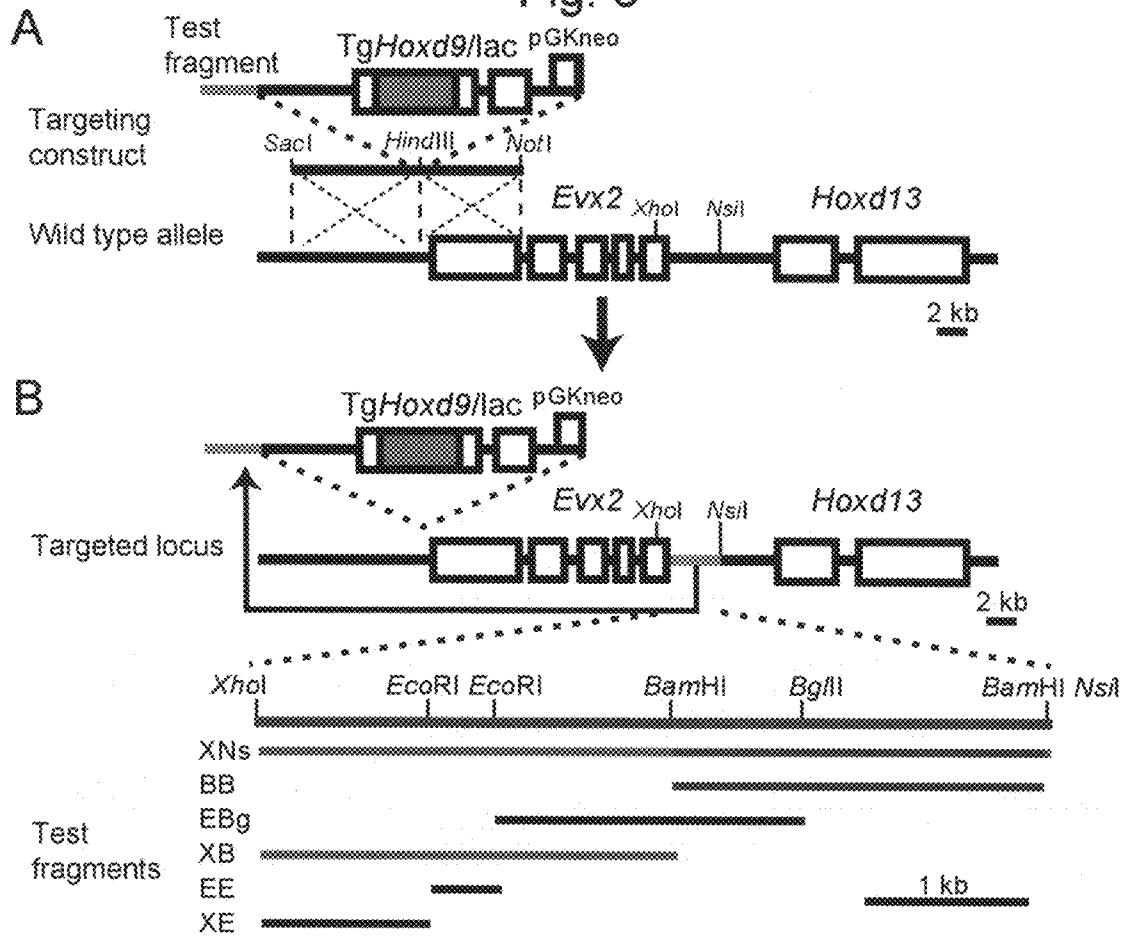 Fig.
A
Test
fragment
TgHoxd9/lac pGKneo
Targeting
construct
SacI HindIII NotI
Wild type allele
Evx2 XhoI NsiI Hoxd13
2 kb
B
TgHoxd9/lac pGKneo
Evx2 XhoI NsiI Hoxd13
Targeted locus
2 kb
XhoI EcoRI EcoRI BamHI BglII BamHI NsiI
XNs
BB
EBg
Test
fragments
XB
EE
1 kb
XE